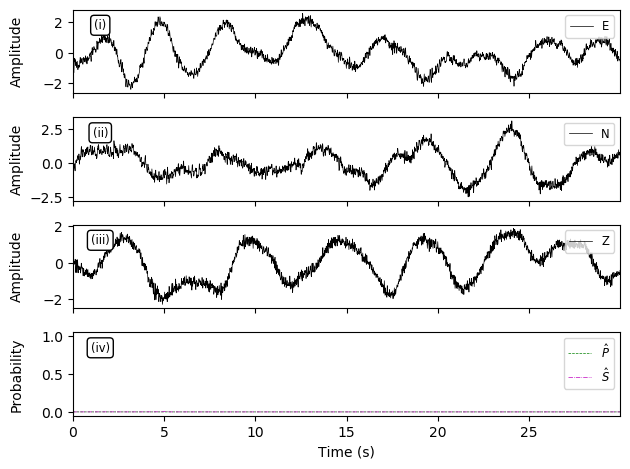 Amplitude
2
0
−2
(i)
E
Amplitude
2.5
0.0
−2.5
(ii)
N
Amplitude
2
0
−2
(iii)
Z
Probability
1.0
0.5
0.0
(iv)
P̂
Ŝ
0 5 10 15 20 25
Time (s)